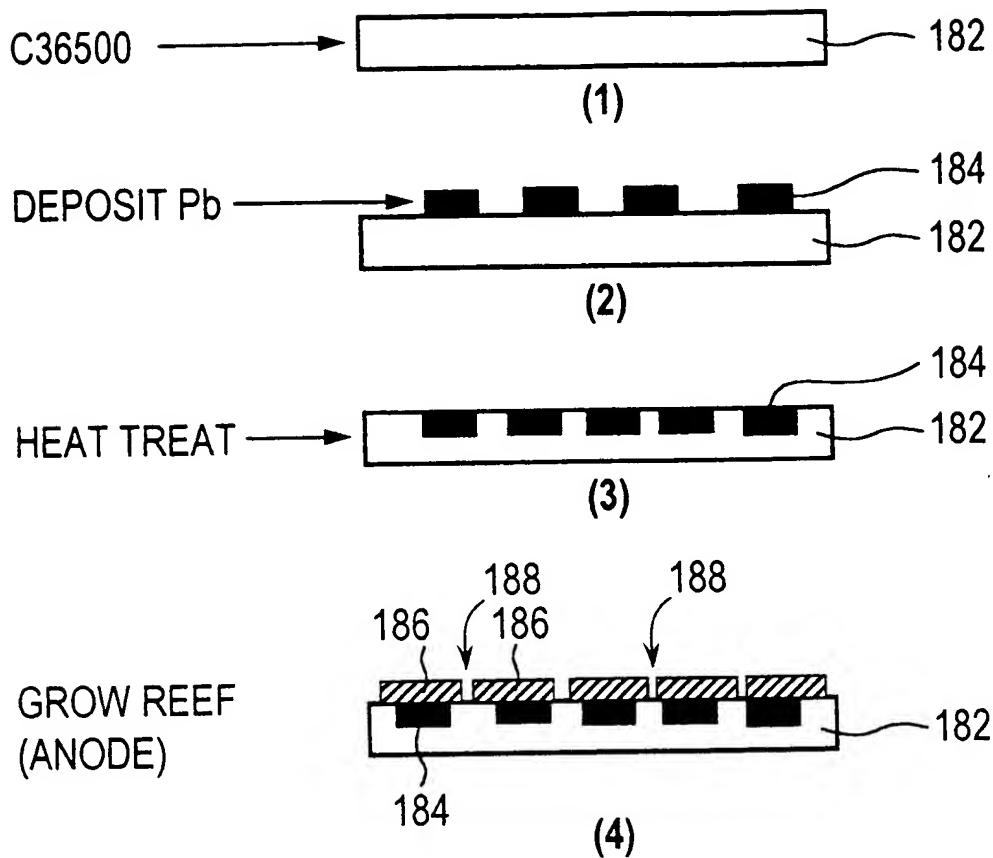 C36500
182
(1)
184
DEPOSIT Pb
182
(2)
184
HEAT TREAT
182
(3)
188 188
186 186
GROW REEF
(ANODE)
182
184
(4)